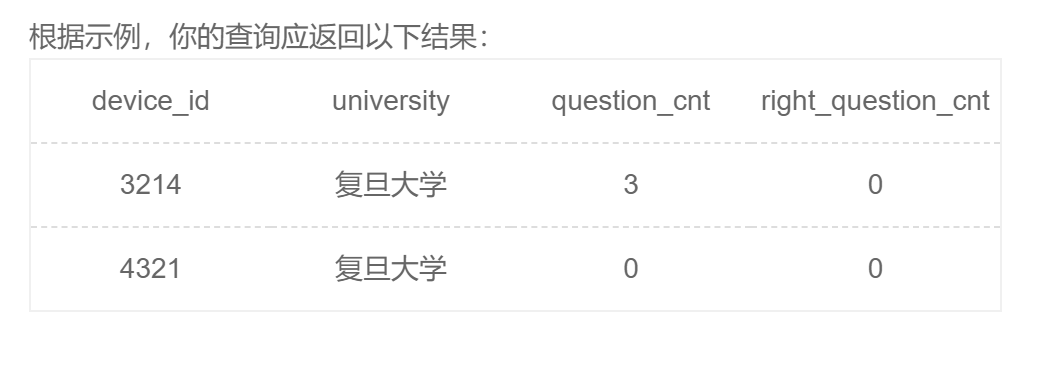 根据示例，你的查询应返回以下结果：
device_id university question_cnt right_question_cnt
3214 复旦大学 3 0
4321 复旦大学 0 0